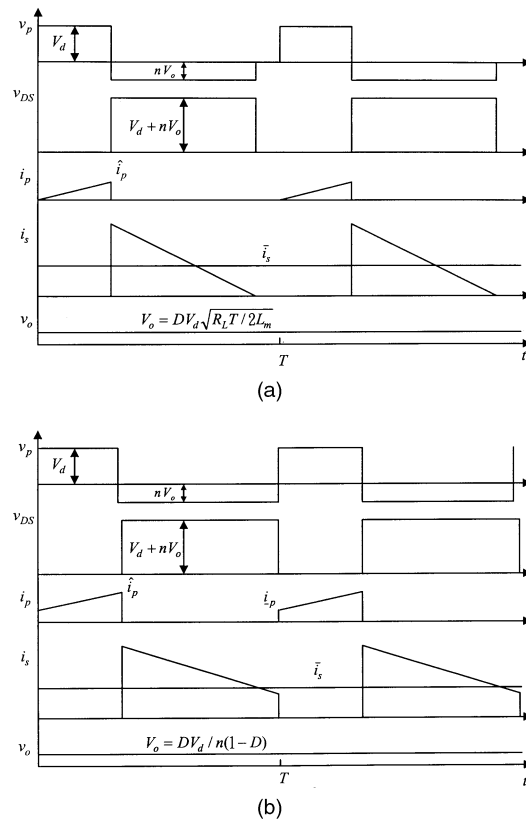 v_p
V_d
nV_o
v_DS
V_d + nV_o
i_p
î_p
i_s
ī_s
v_o
V_o = DV_d √(R_L T / 2L_m)
T
t
(a)
v_p
V_d
nV_o
v_DS
V_d + nV_o
i_p
î_p
i̲_p
i_s
ī_s
v_o
V_o = DV_d / n(1 − D)
T
t
(b)